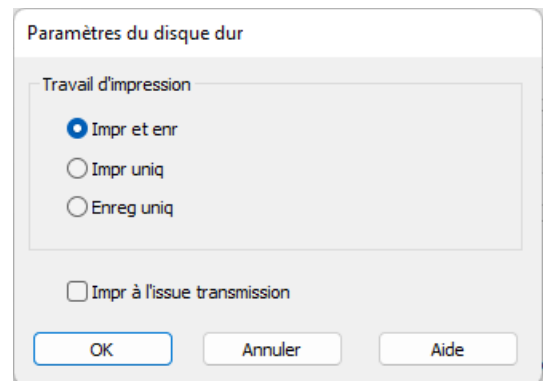 Paramètres du disque dur
Travail d'impression
Impr et enr
Impr uniq
Enreg uniq
Impr à l'issue transmission
OK Annuler Aide